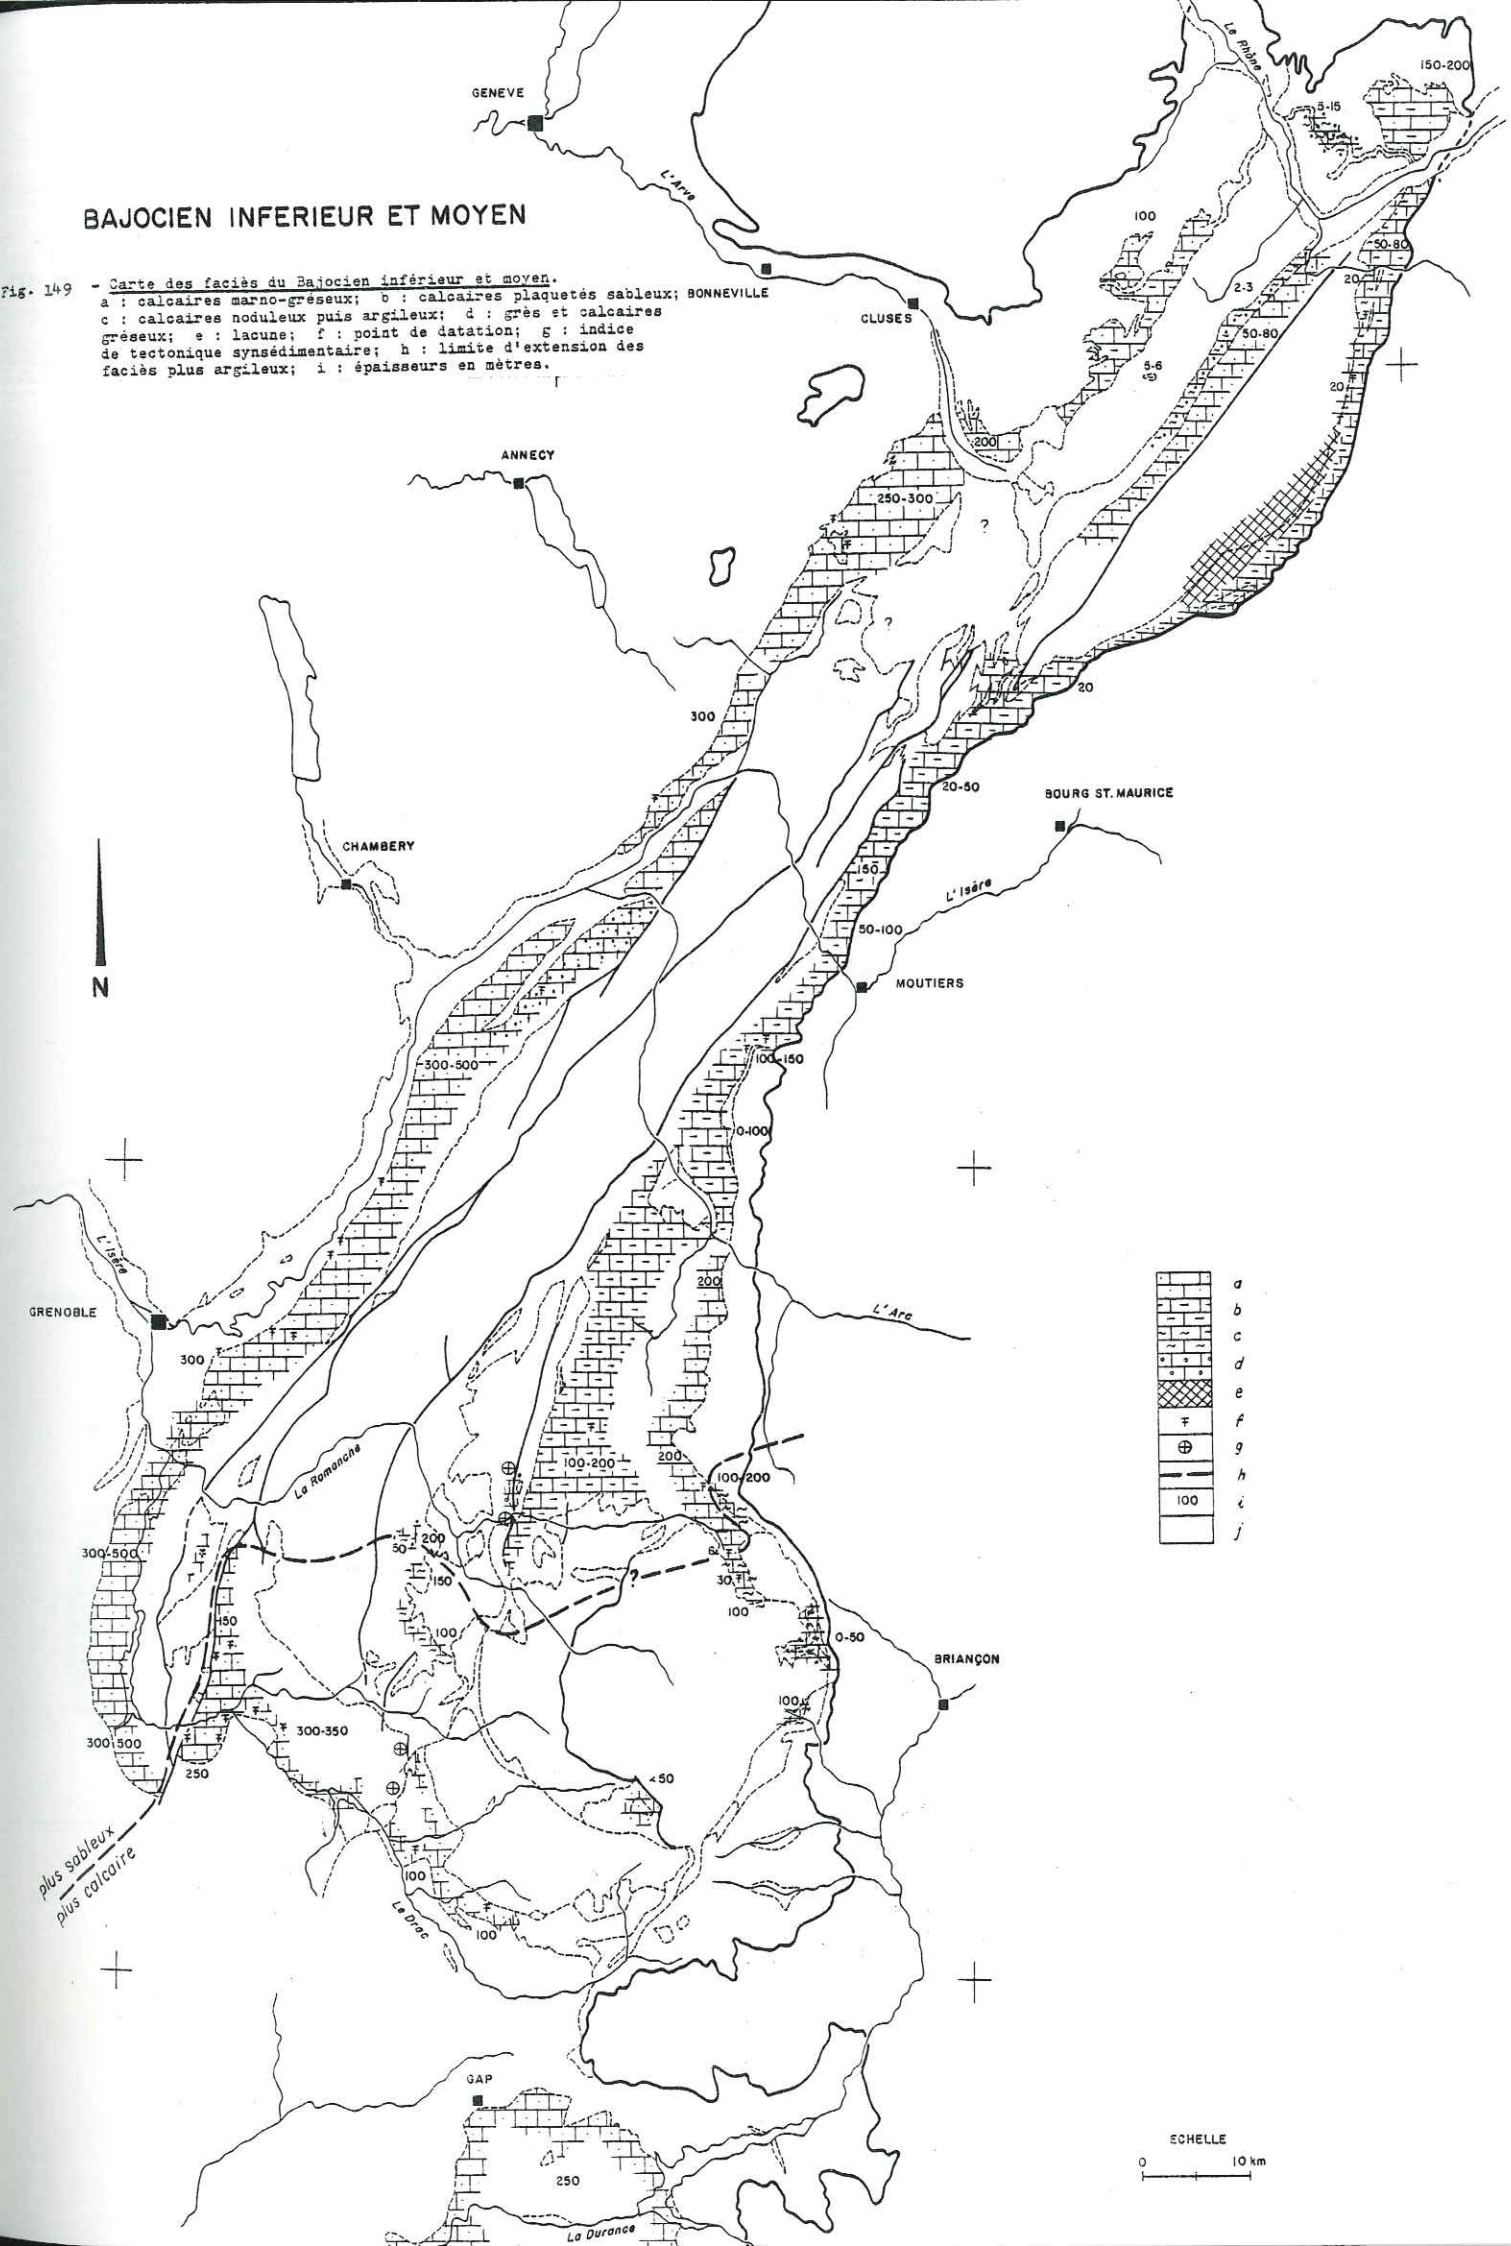 GENEVE
Le Rhône
150-200
5-15
L'Arve
BAJOCIEN INFERIEUR ET MOYEN
Fig. 149 - Carte des faciès du Bajocien inférieur et moyen.
a : calcaires marno-gréseux; b : calcaires plaquetés sableux;
c : calcaires noduleux puis argileux; d : grès et calcaires
gréseux; e : lacune; f : point de datation; g : indice
de tectonique synsédimentaire; h : limite d'extension des
faciès plus argileux; i : épaisseurs en mètres.
BONNEVILLE
CLUSES
100
50-80
20
2-3
50-80
5-6
20
200
ANNECY
250-300
?
?
20
300
20-50
BOURG ST. MAURICE
CHAMBERY
150
L'Isère
50-100
MOUTIERS
N
300-500
100-150
0-100
L'Isère
GRENOBLE
200
L'Arc
300
a
b
c
d
e
f
g
h
100 i
j
La Romanche
100-200
200
100-200
300-500
50
200
150
?
30
100
150
100
0-50
BRIANÇON
100
300-350
300-500
250
<50
plus sableux
plus calcaire
100
Le Drac
100
GAP
250
La Durance
ECHELLE
0 10 km